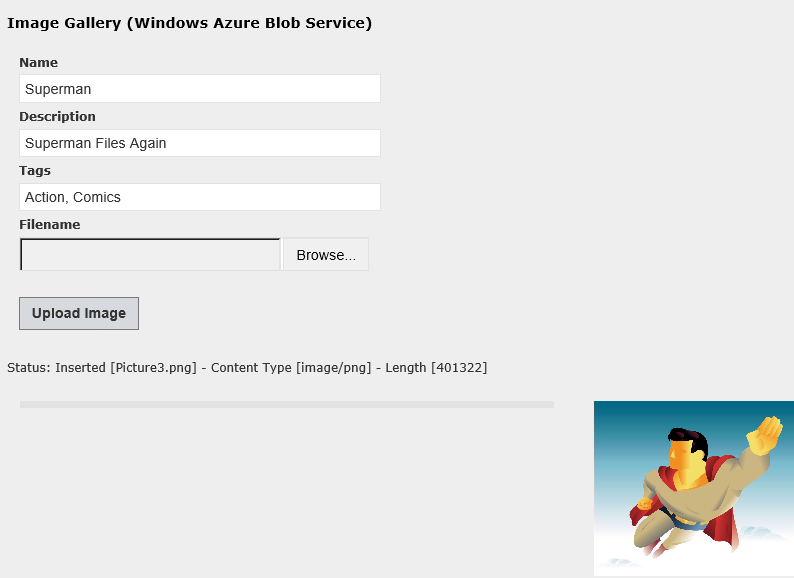 Image Gallery (Windows Azure Blob Service)
Name
Superman
Description
Superman Files Again
Tags
Action, Comics
Filename
Browse...
Upload Image
Status: Inserted [Picture3.png] - Content Type [image/png] - Length [401322]